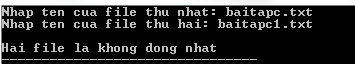 Nhap ten cua file thu nhat: baitapc.txt
Nhap ten cua file thu hai: baitapc1.txt
Hai file la khong dong nhat
--------------------------------